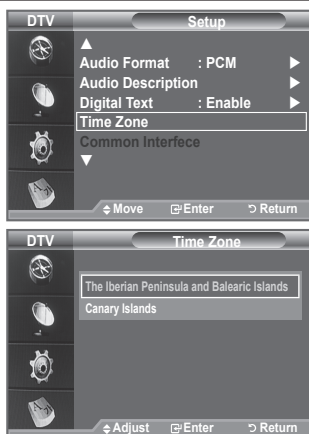 DTV Setup
▲
Audio Format : PCM ▶
Audio Description ▶
Digital Text : Enable ▶
Time Zone
Common Interfece
▼
Move Enter Return
DTV Time Zone
The Iberian Peninsula and Balearic Islands
Canary Islands
Adjust Enter Return